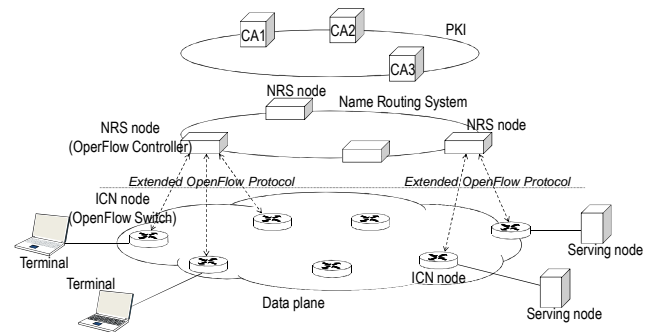 CA1
CA2
PKI
CA3
NRS node
Name Routing System
NRS node
(OperFlow Controller)
NRS node
Extended OpenFlow Protocol
Extended OpenFlow Protocol
ICN node
(OpenFlow Switch)
Terminal
Serving node
ICN node
Terminal
Data plane
Serving node